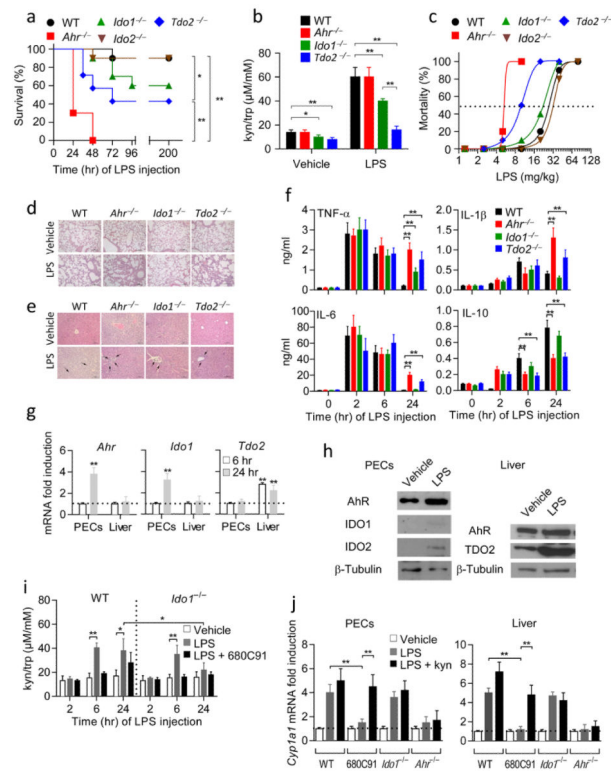 a
WT
Ahr⁻/⁻
Ido1⁻/⁻
Ido2⁻/⁻
Tdo2⁻/⁻
Survival (%)
100
80
60
40
20
0
0 24 48 72 96 200
Time (hr) of LPS injection
*
**
**
b
WT
Ahr⁻/⁻
Ido1⁻/⁻
Tdo2⁻/⁻
kyn/trp (µM/mM)
80
60
40
20
0
**
*
**
**
**
Vehicle LPS
c
WT
Ahr⁻/⁻
Ido1⁻/⁻
Ido2⁻/⁻
Tdo2⁻/⁻
Mortality (%)
100
80
60
40
20
0
1 2 4 8 16 32 64 128
LPS (mg/kg)
d
WT Ahr⁻/⁻ Ido1⁻/⁻ Tdo2⁻/⁻
Vehicle
LPS
e
WT Ahr⁻/⁻ Ido1⁻/⁻ Tdo2⁻/⁻
Vehicle
LPS
f
TNF-α
ng/ml
4
3
2
1
0
**
**
**
IL-1β
WT
Ahr⁻/⁻
Ido1⁻/⁻
Tdo2⁻/⁻
1.5
1.0
0.5
0.0
**
**
IL-6
ng/ml
100
80
60
40
20
0
**
**
0 2 6 24
Time (hr) of LPS injection
IL-10
1.0
0.8
0.6
0.4
0.2
0.0
**
**
**
**
0 2 6 24
Time (hr) of LPS injection
g
Ahr Ido1 Tdo2
mRNA fold induction
6
4
2
0
**
**
6 hr
24 hr
** **
PECs Liver PECs Liver PECs Liver
h
PECs
Vehicle LPS
AhR
IDO1
IDO2
β-Tubulin
Liver
Vehicle LPS
AhR
TDO2
β-Tubulin
i
WT Ido1⁻/⁻
kyn/trp (µM/mM)
80
60
40
20
0
Vehicle
LPS
LPS + 680C91
**
*
*
**
2 6 24 2 6 24
Time (hr) of LPS injection
j
PECs Liver
Cyp1a1 mRNA fold induction
Vehicle
LPS
LPS + kyn
8
6
4
2
0
** **
WT 680C91 Ido1⁻/⁻ Ahr⁻/⁻
10
8
6
4
2
0
** **
WT 680C91 Ido1⁻/⁻ Ahr⁻/⁻